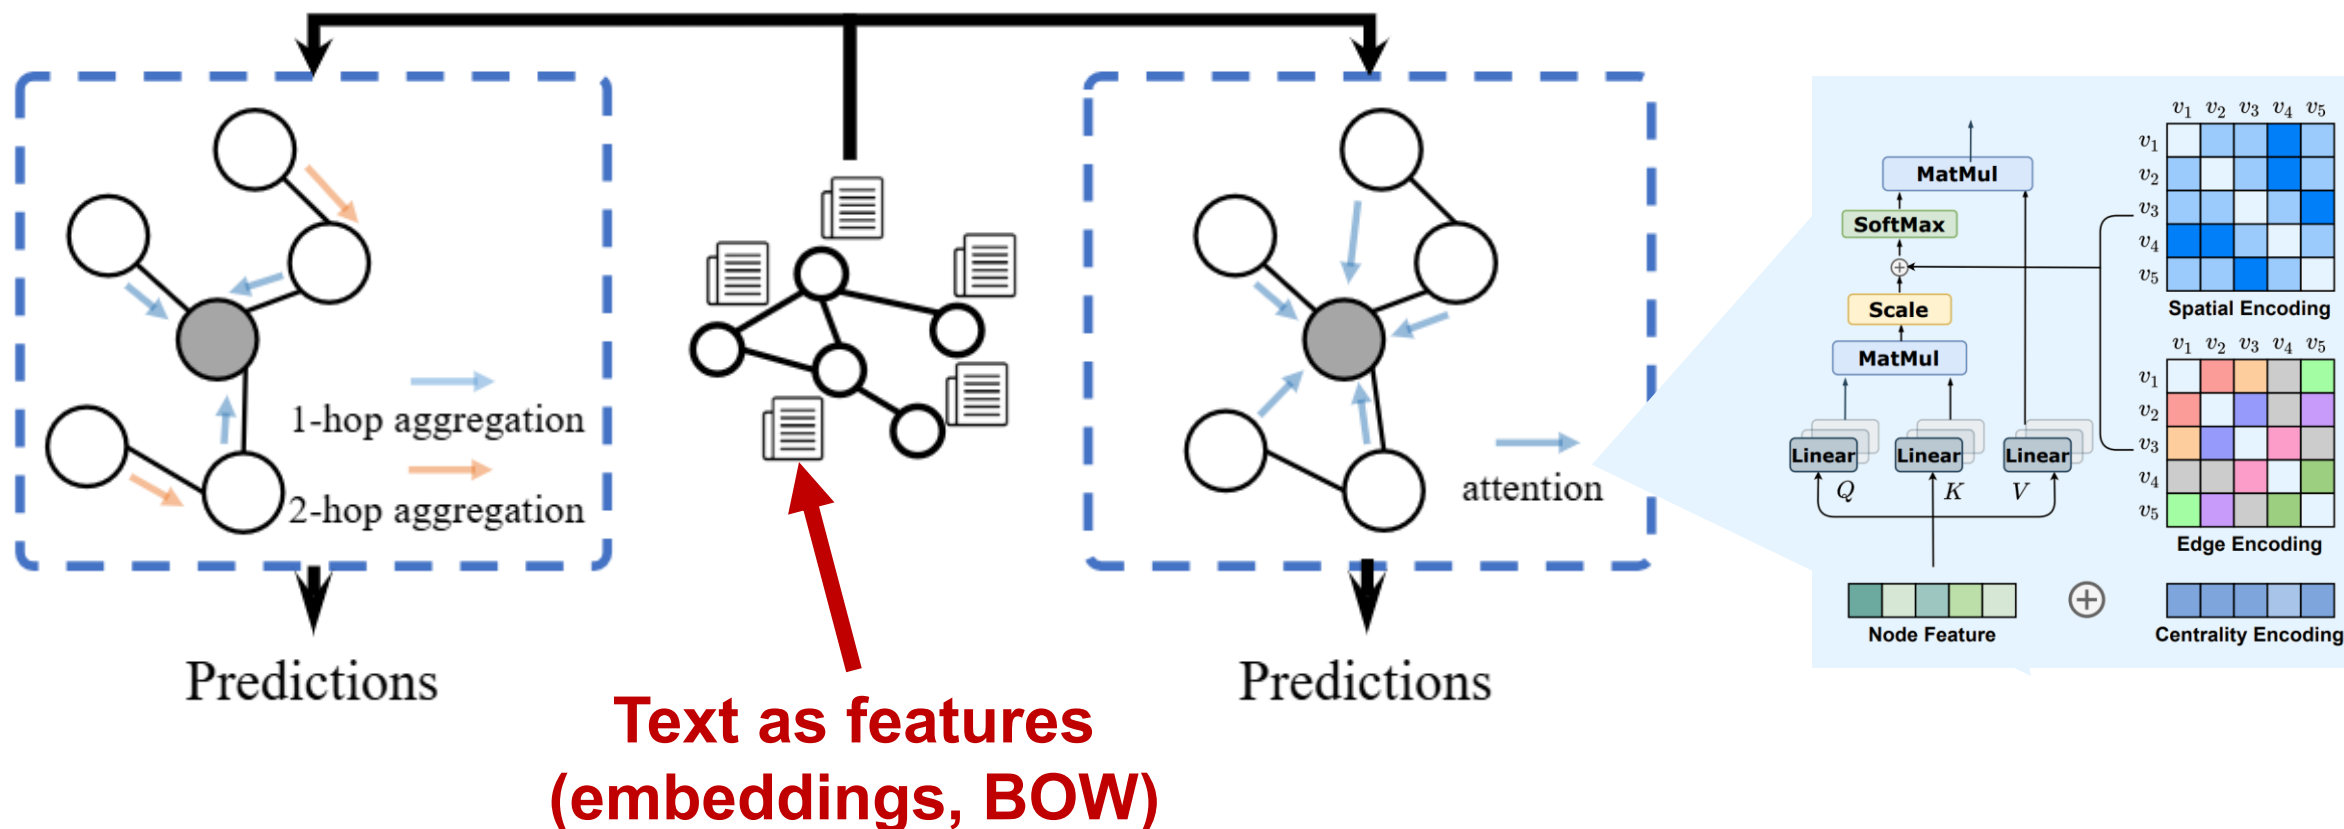 1-hop aggregation
2-hop aggregation
Predictions
Text as features
(embeddings, BOW)
attention
Predictions
MatMul
SoftMax
Scale
MatMul
Linear
Linear
Linear
Q
K
V
Node Feature
v1 v2 v3 v4 v5
v1
v2
v3
v4
v5
Spatial Encoding
v1 v2 v3 v4 v5
v1
v2
v3
v4
v5
Edge Encoding
Centrality Encoding